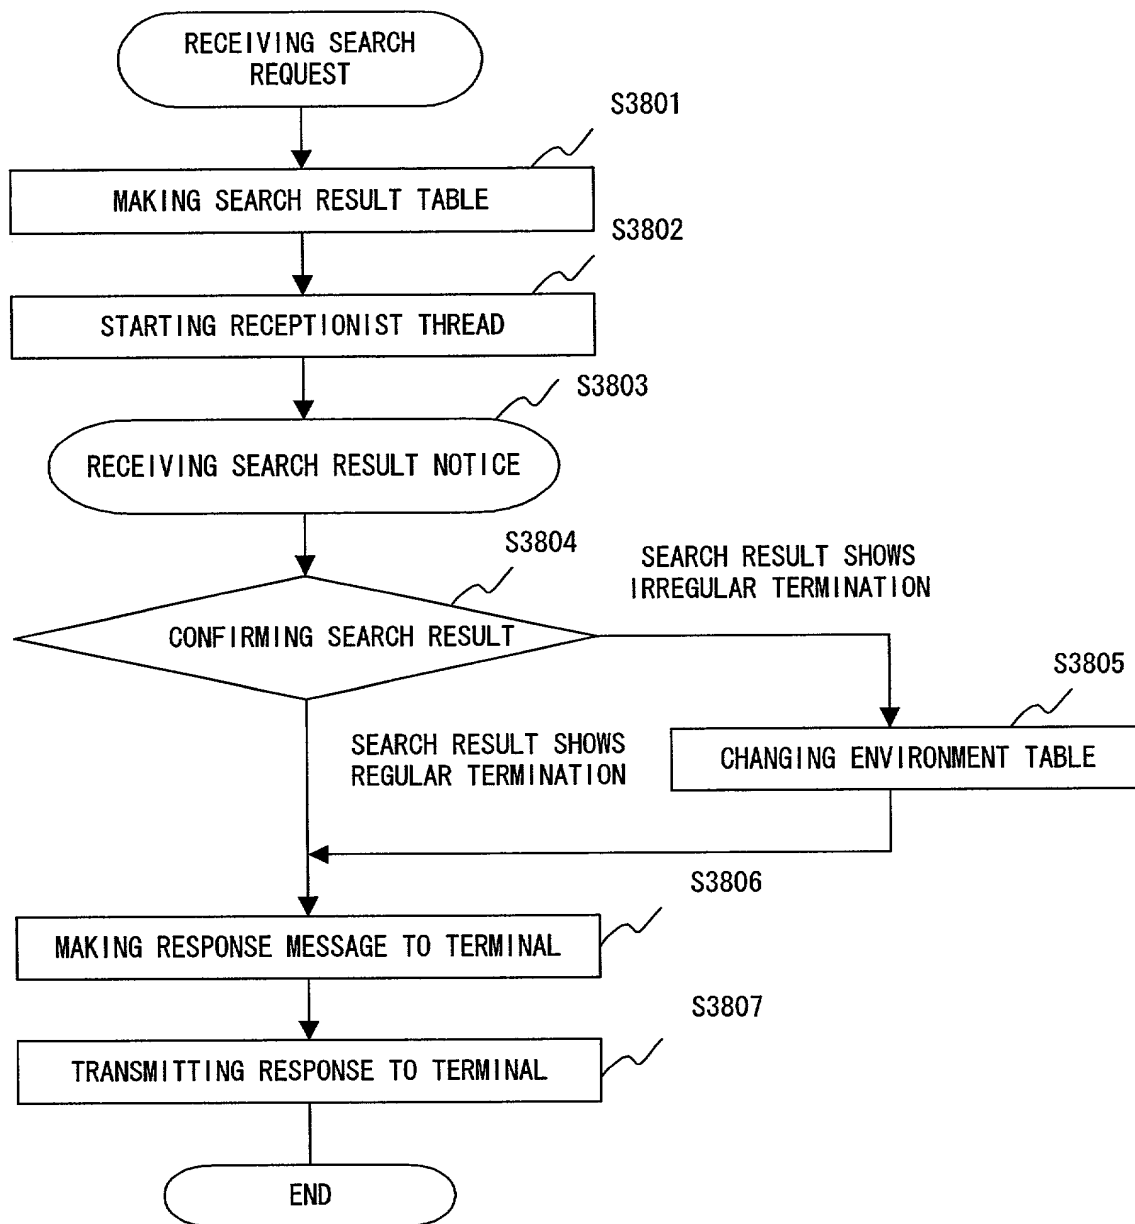 RECEIVING SEARCH
REQUEST
S3801
MAKING SEARCH RESULT TABLE
S3802
STARTING RECEPTIONIST THREAD
S3803
RECEIVING SEARCH RESULT NOTICE
S3804
SEARCH RESULT SHOWS
IRREGULAR TERMINATION
CONFIRMING SEARCH RESULT
S3805
SEARCH RESULT SHOWS
REGULAR TERMINATION
CHANGING ENVIRONMENT TABLE
S3806
MAKING RESPONSE MESSAGE TO TERMINAL
S3807
TRANSMITTING RESPONSE TO TERMINAL
END